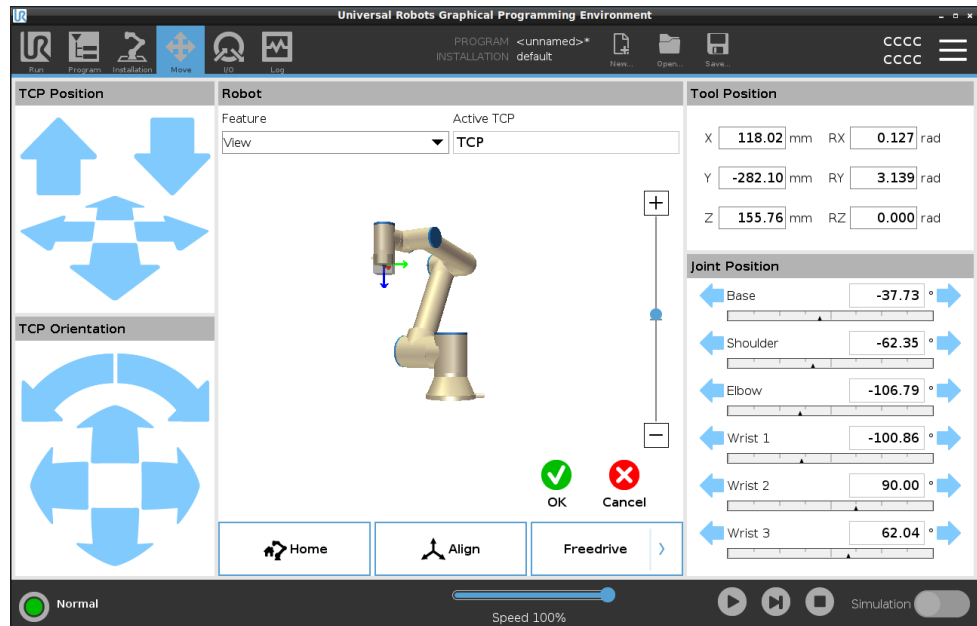 Universal Robots Graphical Programming Environment
UR
Run
Program
Installation
Move
I/O
Log
PROGRAM <unnamed>*
INSTALLATION default
New...
Open...
Save...
CCCC
CCCC
TCP Position
TCP Orientation
Robot
Feature
View
Active TCP
TCP
OK
Cancel
Home
Align
Freedrive
Tool Position
X 118.02 mm RX 0.127 rad
Y -282.10 mm RY 3.139 rad
Z 155.76 mm RZ 0.000 rad
Joint Position
Base -37.73 °
Shoulder -62.35 °
Elbow -106.79 °
Wrist 1 -100.86 °
Wrist 2 90.00 °
Wrist 3 62.04 °
Normal
Speed 100%
Simulation